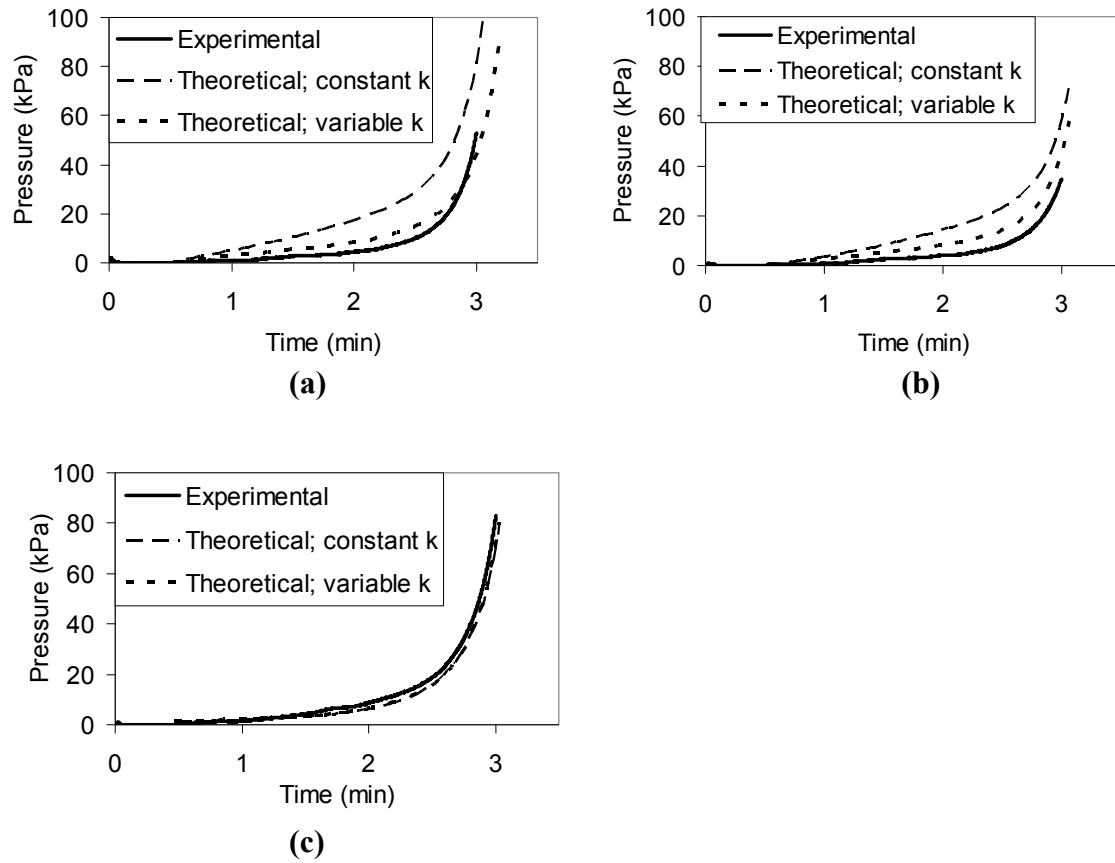 100
80
60
40
20
0
Pressure (kPa)
Experimental
Theoretical; constant k
Theoretical; variable k
0 1 2 3
Time (min)
(a)
100
80
60
40
20
0
Pressure (kPa)
Experimental
Theoretical; constant k
Theoretical; variable k
0 1 2 3
Time (min)
(b)
100
80
60
40
20
0
Pressure (kPa)
Experimental
Theoretical; constant k
Theoretical; variable k
0 1 2 3
Time (min)
(c)